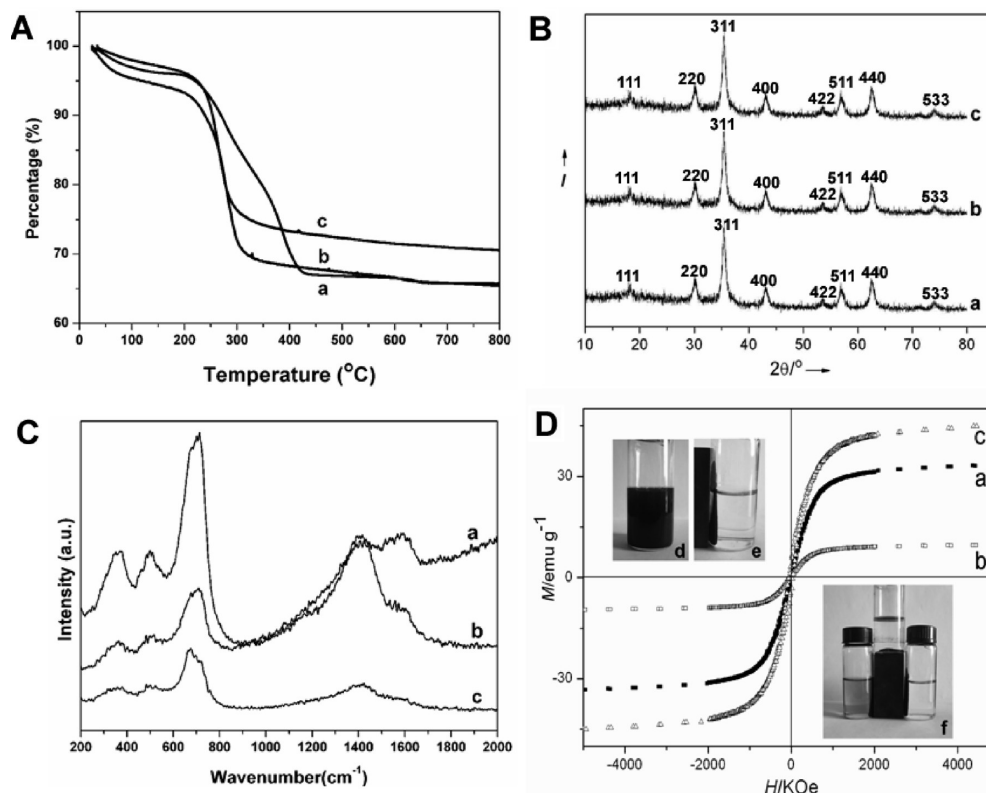 A
100
90
80
70
60
Percentage (%)
c
b
a
0 100 200 300 400 500 600 700 800
Temperature (°C)
B
111 220 311 400 422 511 440 533 c
111 220 311 400 422 511 440 533 b
111 220 311 400 422 511 440 533 a
I
10 20 30 40 50 60 70 80
2θ/°
C
Intensity (a.u.)
a
b
c
200 400 600 800 1000 1200 1400 1600 1800 2000
Wavenumber(cm⁻¹)
D
M/emu g⁻¹
30
0
-30
c
a
b
d
e
f
-4000 -2000 0 2000 4000
H/KOe